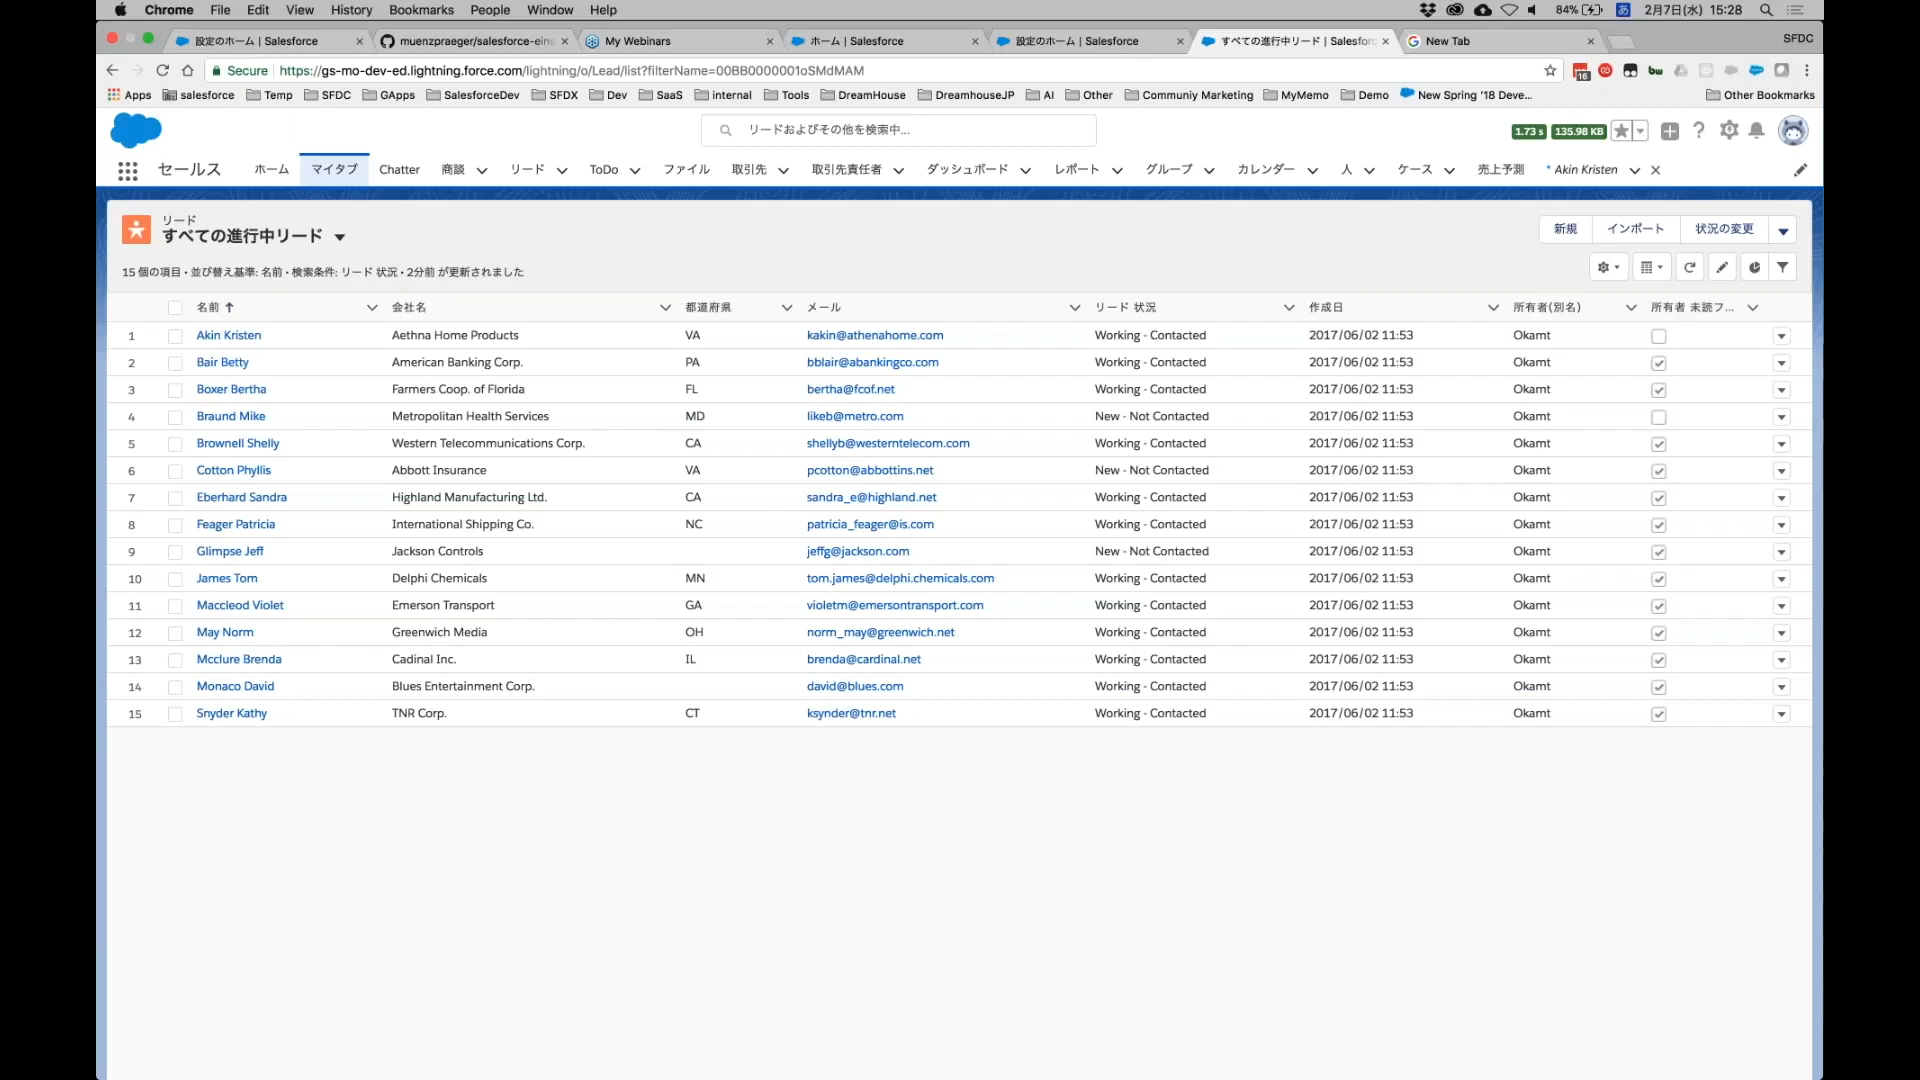 Chrome File Edit View History Bookmarks People Window Help 84% あ 2月7日(水) 15:28
設定のホーム | Salesforce muenzpraeger/salesforce-eins My Webinars ホーム | Salesforce 設定のホーム | Salesforce すべての進行中リード | Salesforc New Tab SFDC
Secure https://gs-mo-dev-ed.lightning.force.com/lightning/o/Lead/list?filterName=00BB0000001oSMdMAM 16
Apps salesforce Temp SFDC GApps SalesforceDev SFDX Dev SaaS internal Tools DreamHouse DreamhouseJP AI Other Communiy Marketing MyMemo Demo New Spring '18 Deve... Other Bookmarks
リードおよびその他を検索中... 1.73 s 135.98 KB
セールス ホーム マイタブ Chatter 商談 リード ToDo ファイル 取引先 取引先責任者 ダッシュボード レポート グループ カレンダー 人 ケース 売上予測 * Akin Kristen
リード
すべての進行中リード 新規 インポート 状況の変更
15 個の項目 • 並び替え基準: 名前 • 検索条件: リード 状況 • 2分前 が更新されました
名前 ↑ 会社名 都道府県 メール リード 状況 作成日 所有者(別名) 所有者 未読フ...
1 Akin Kristen Aethna Home Products VA kakin@athenahome.com Working - Contacted 2017/06/02 11:53 Okamt
2 Bair Betty American Banking Corp. PA bblair@abankingco.com Working - Contacted 2017/06/02 11:53 Okamt
3 Boxer Bertha Farmers Coop. of Florida FL bertha@fcof.net Working - Contacted 2017/06/02 11:53 Okamt
4 Braund Mike Metropolitan Health Services MD likeb@metro.com New - Not Contacted 2017/06/02 11:53 Okamt
5 Brownell Shelly Western Telecommunications Corp. CA shellyb@westerntelecom.com Working - Contacted 2017/06/02 11:53 Okamt
6 Cotton Phyllis Abbott Insurance VA pcotton@abbottins.net New - Not Contacted 2017/06/02 11:53 Okamt
7 Eberhard Sandra Highland Manufacturing Ltd. CA sandra_e@highland.net Working - Contacted 2017/06/02 11:53 Okamt
8 Feager Patricia International Shipping Co. NC patricia_feager@is.com Working - Contacted 2017/06/02 11:53 Okamt
9 Glimpse Jeff Jackson Controls jeffg@jackson.com New - Not Contacted 2017/06/02 11:53 Okamt
10 James Tom Delphi Chemicals MN tom.james@delphi.chemicals.com Working - Contacted 2017/06/02 11:53 Okamt
11 Maccleod Violet Emerson Transport GA violetm@emersontransport.com Working - Contacted 2017/06/02 11:53 Okamt
12 May Norm Greenwich Media OH norm_may@greenwich.net Working - Contacted 2017/06/02 11:53 Okamt
13 Mcclure Brenda Cadinal Inc. IL brenda@cardinal.net Working - Contacted 2017/06/02 11:53 Okamt
14 Monaco David Blues Entertainment Corp. david@blues.com Working - Contacted 2017/06/02 11:53 Okamt
15 Snyder Kathy TNR Corp. CT ksynder@tnr.net Working - Contacted 2017/06/02 11:53 Okamt